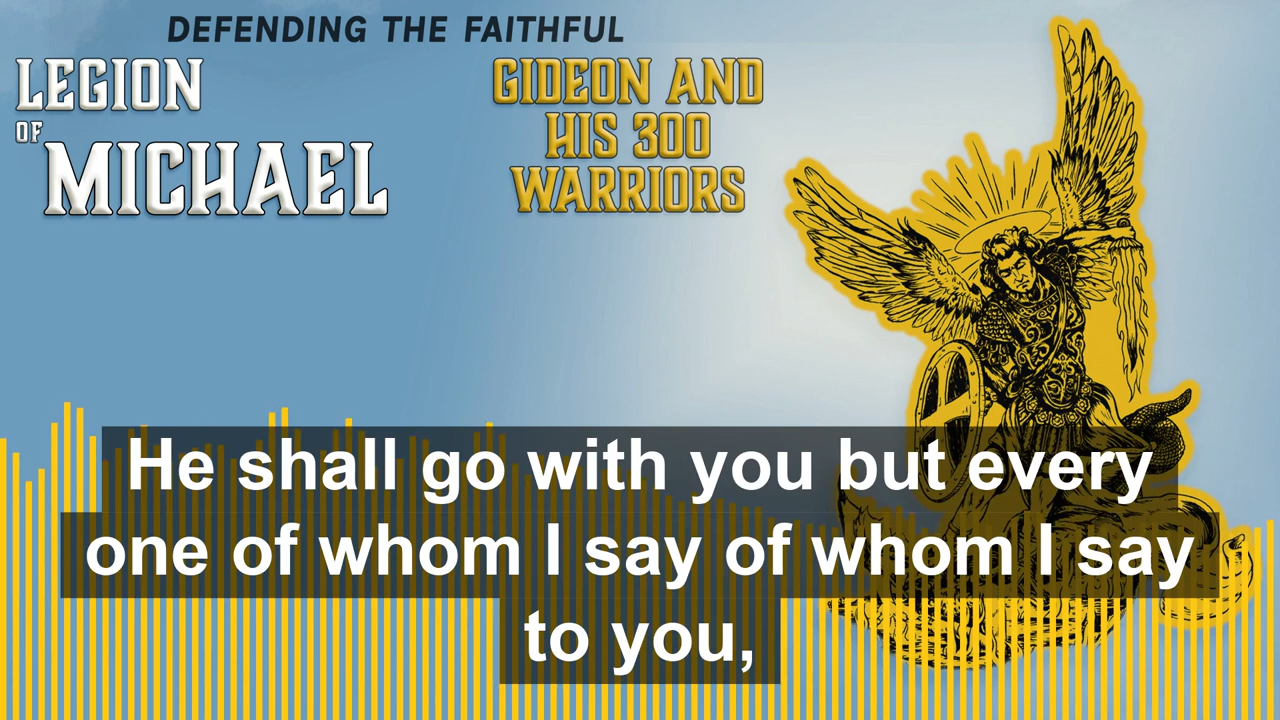 DEFENDING THE FAITHFUL
LEGION
OF
MICHAEL
GIDEON AND
HIS 300
WARRIORS
He shall go with you but every
one of whom I say of whom I say
to you,